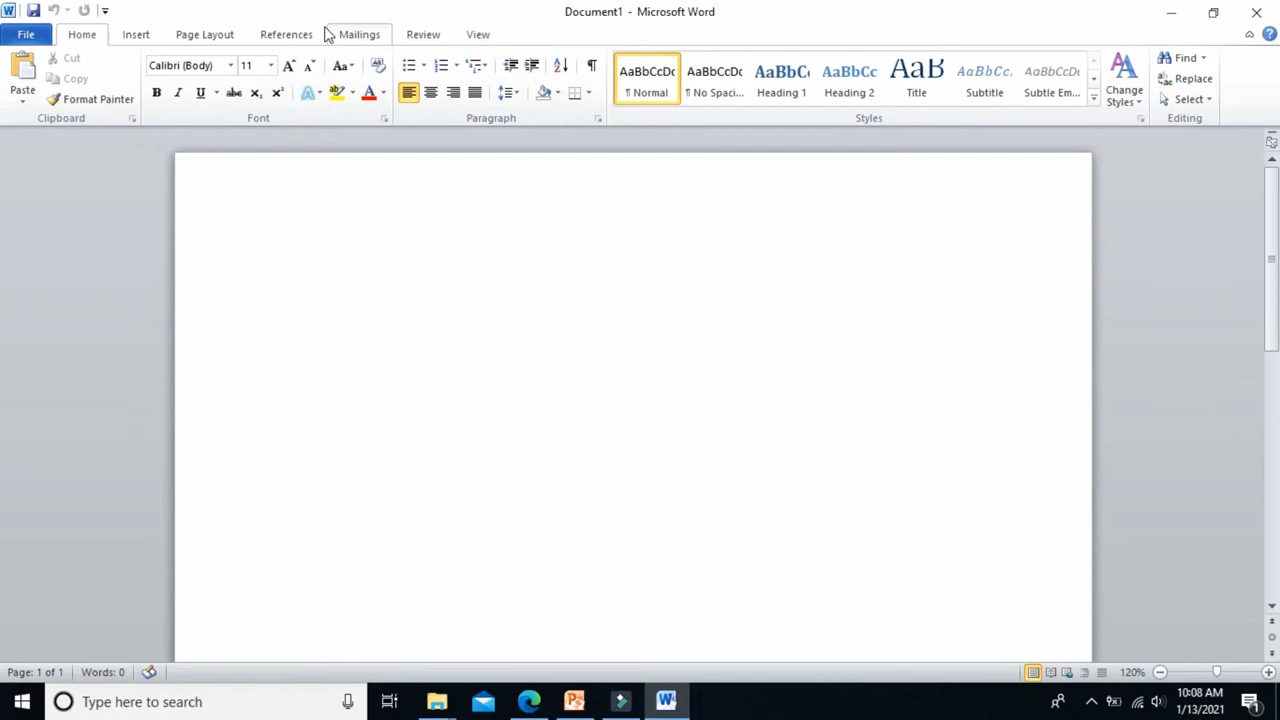 Document1 - Microsoft Word
File Home Insert Page Layout References Mailings Review View
Paste
Cut
Copy
Format Painter
Clipboard
Calibri (Body) 11
Font
Paragraph
AaBbCcDc AaBbCcDc AaBbCc AaBbCc AaB AaBbCc. AaBbCcDc
¶ Normal ¶ No Spaci... Heading 1 Heading 2 Title Subtitle Subtle Em...
Change Styles
Styles
Find
Replace
Select
Editing
Page: 1 of 1 Words: 0 120%
Type here to search
10:08 AM
1/13/2021